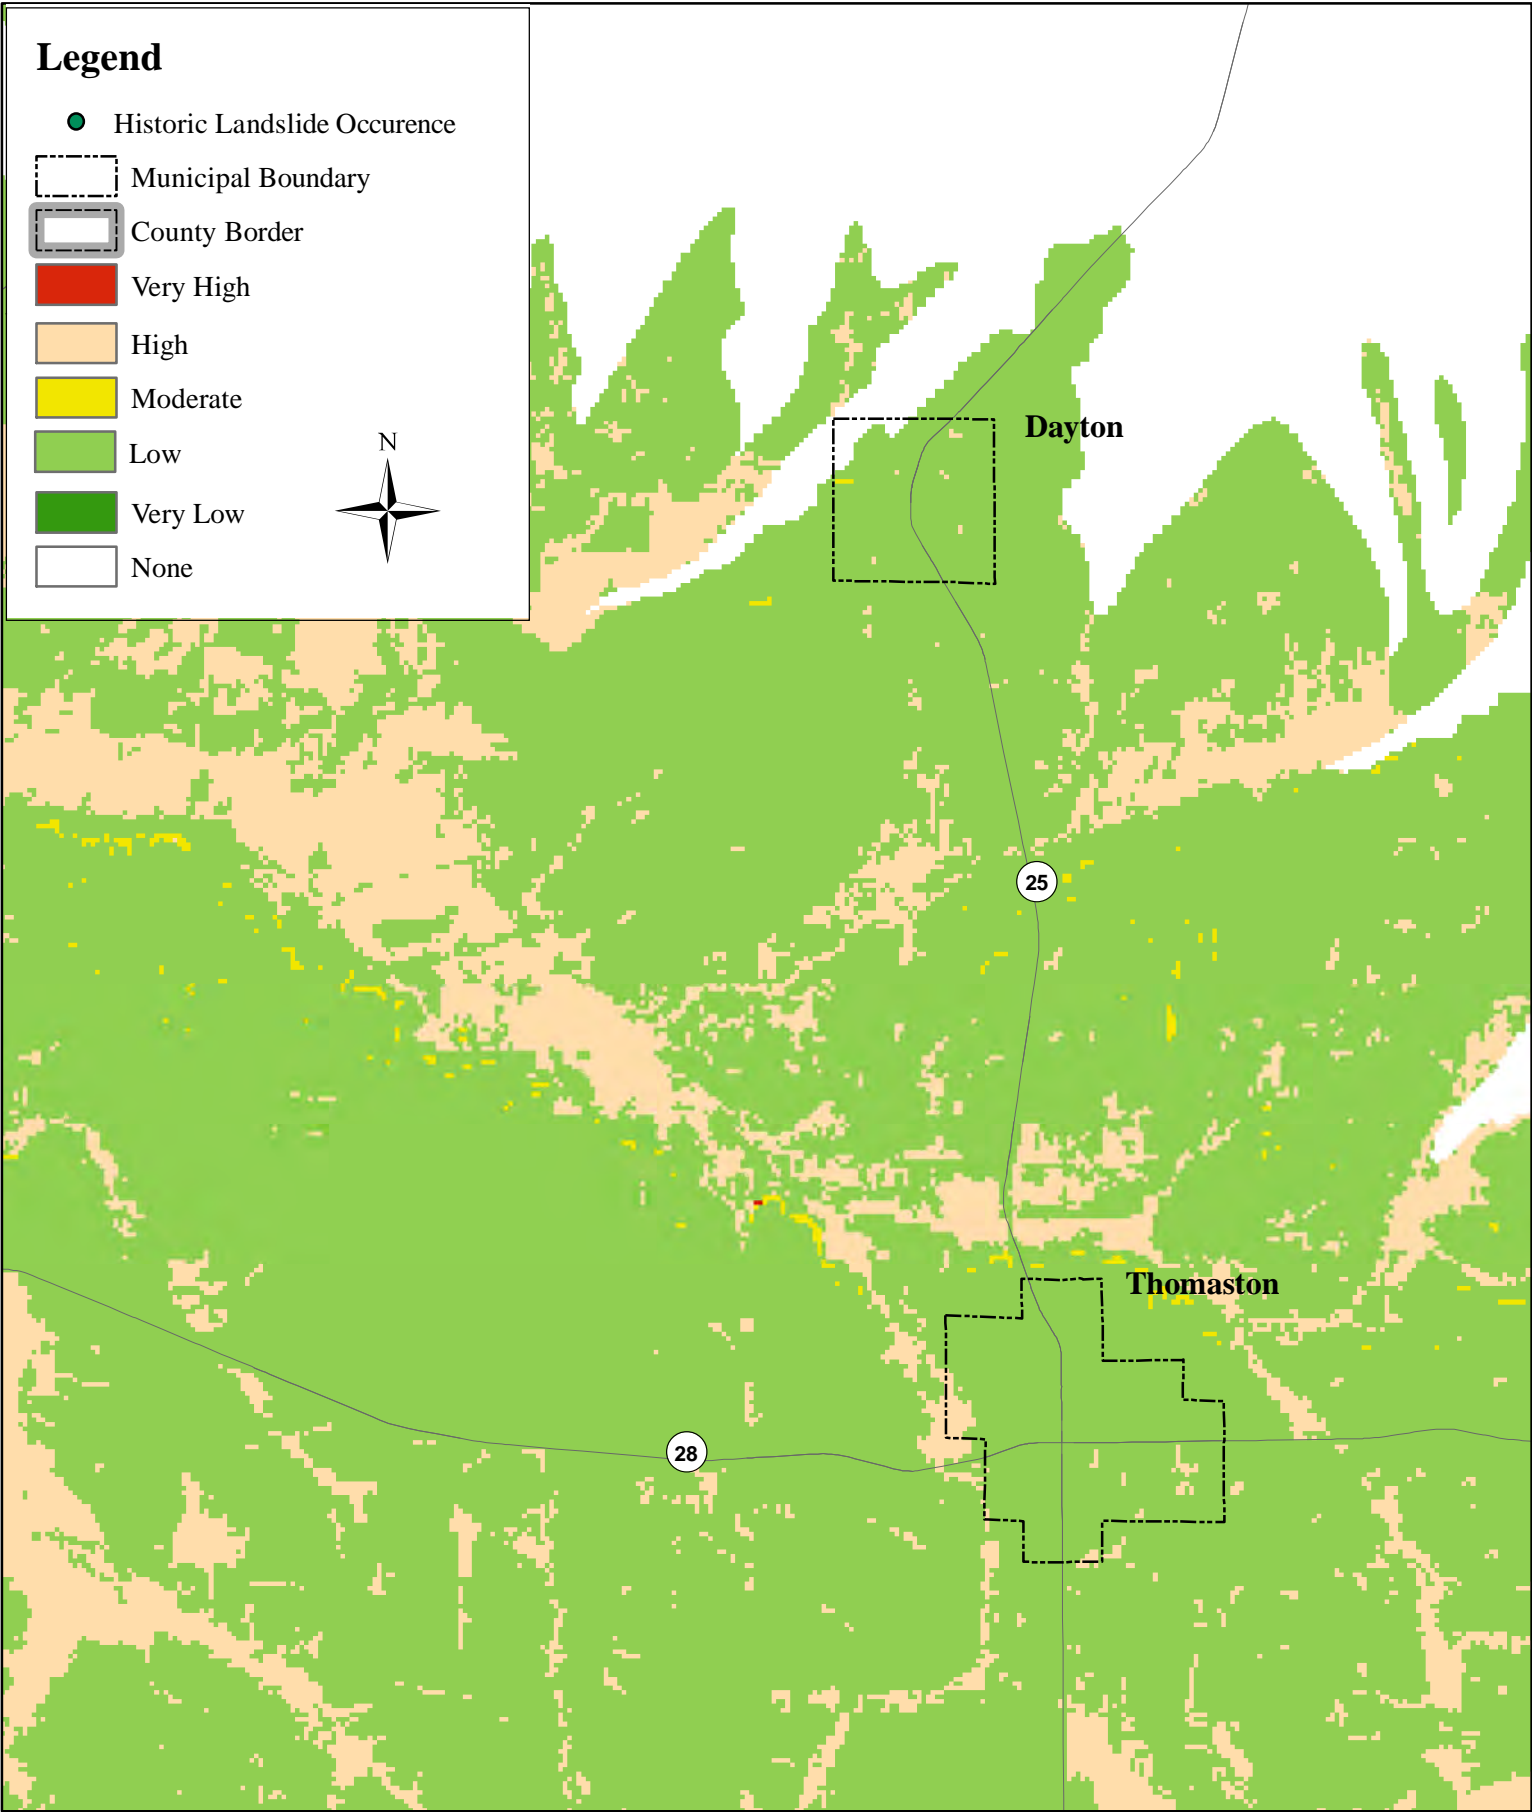 Legend
Historic Landslide Occurence
Municipal Boundary
County Border
Very High
High
Moderate
Low
Very Low
None
N
Dayton
25
Thomaston
28